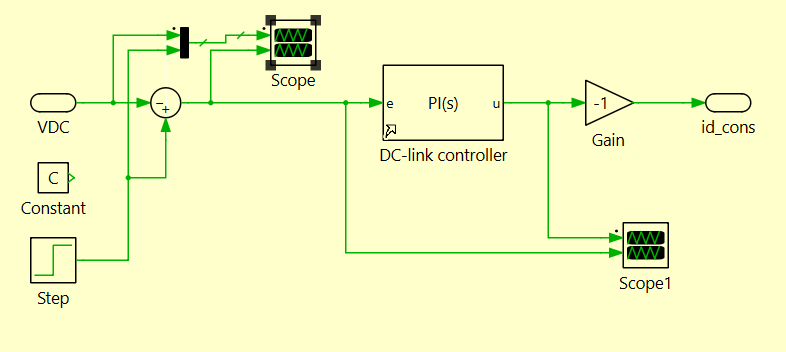 Scope
VDC
PI(s)
e
u
DC-link controller
-1
Gain
id_cons
C
Constant
Step
Scope1